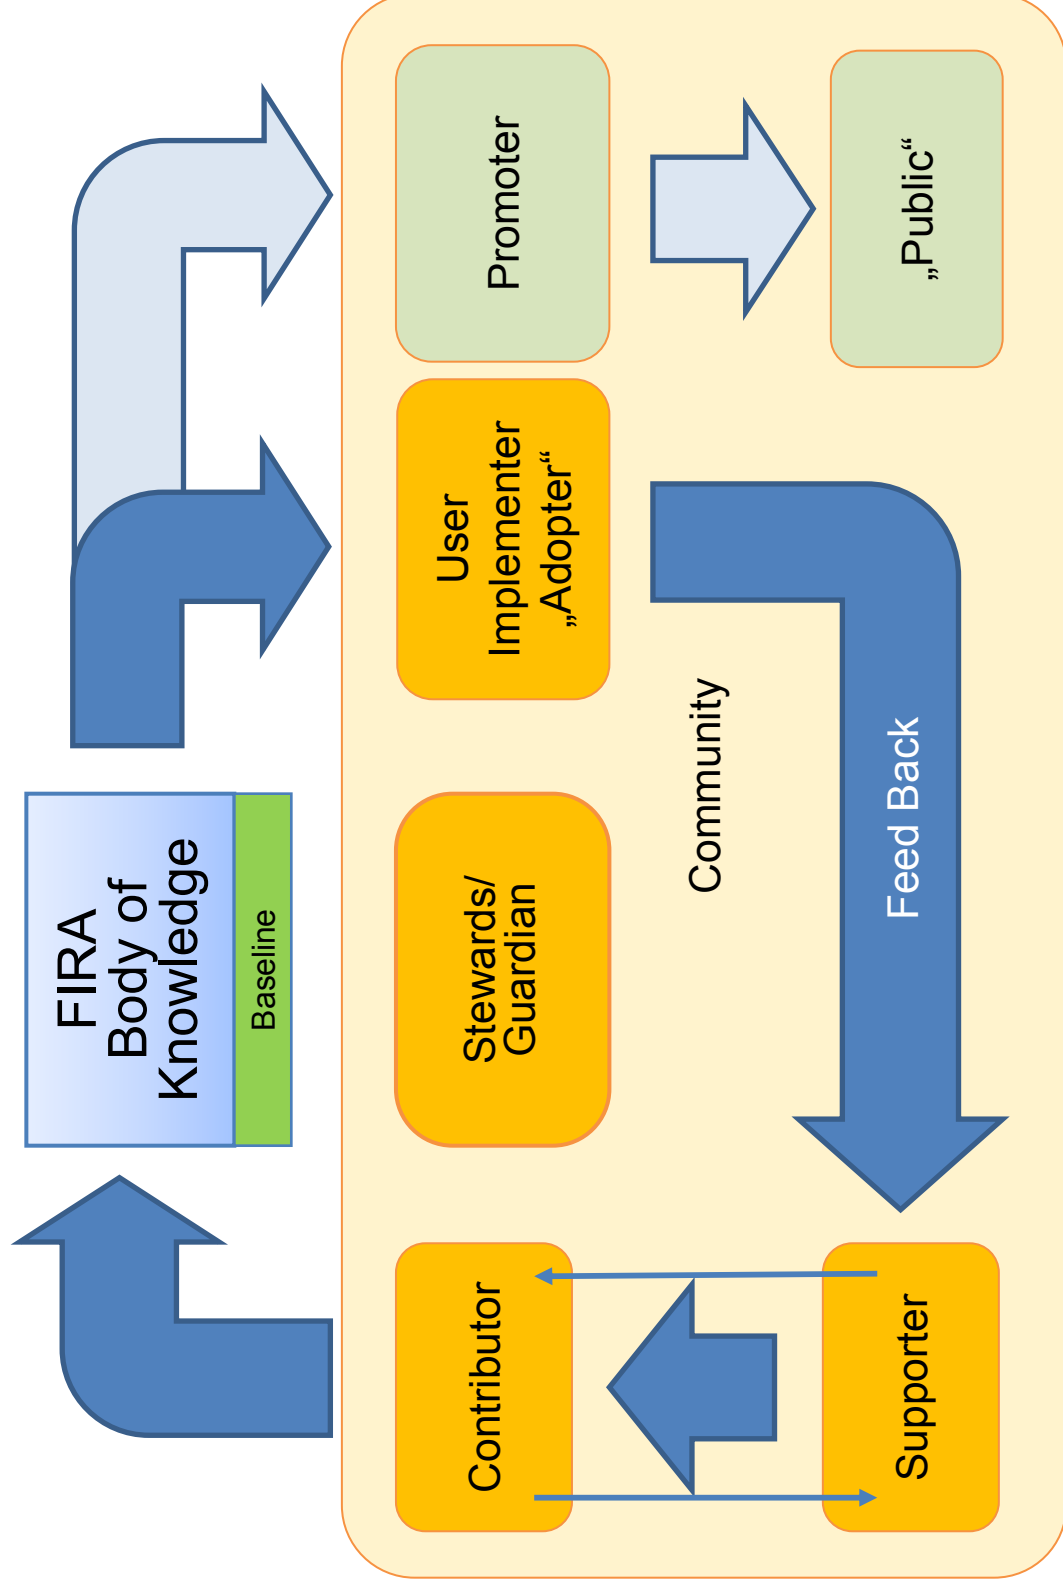 FIRA
Body of
Knowledge
Baseline
Contributor
Stewards/
Guardian
User
Implementer
„Adopter“
Promoter
Community
Supporter
Feed Back
„Public“